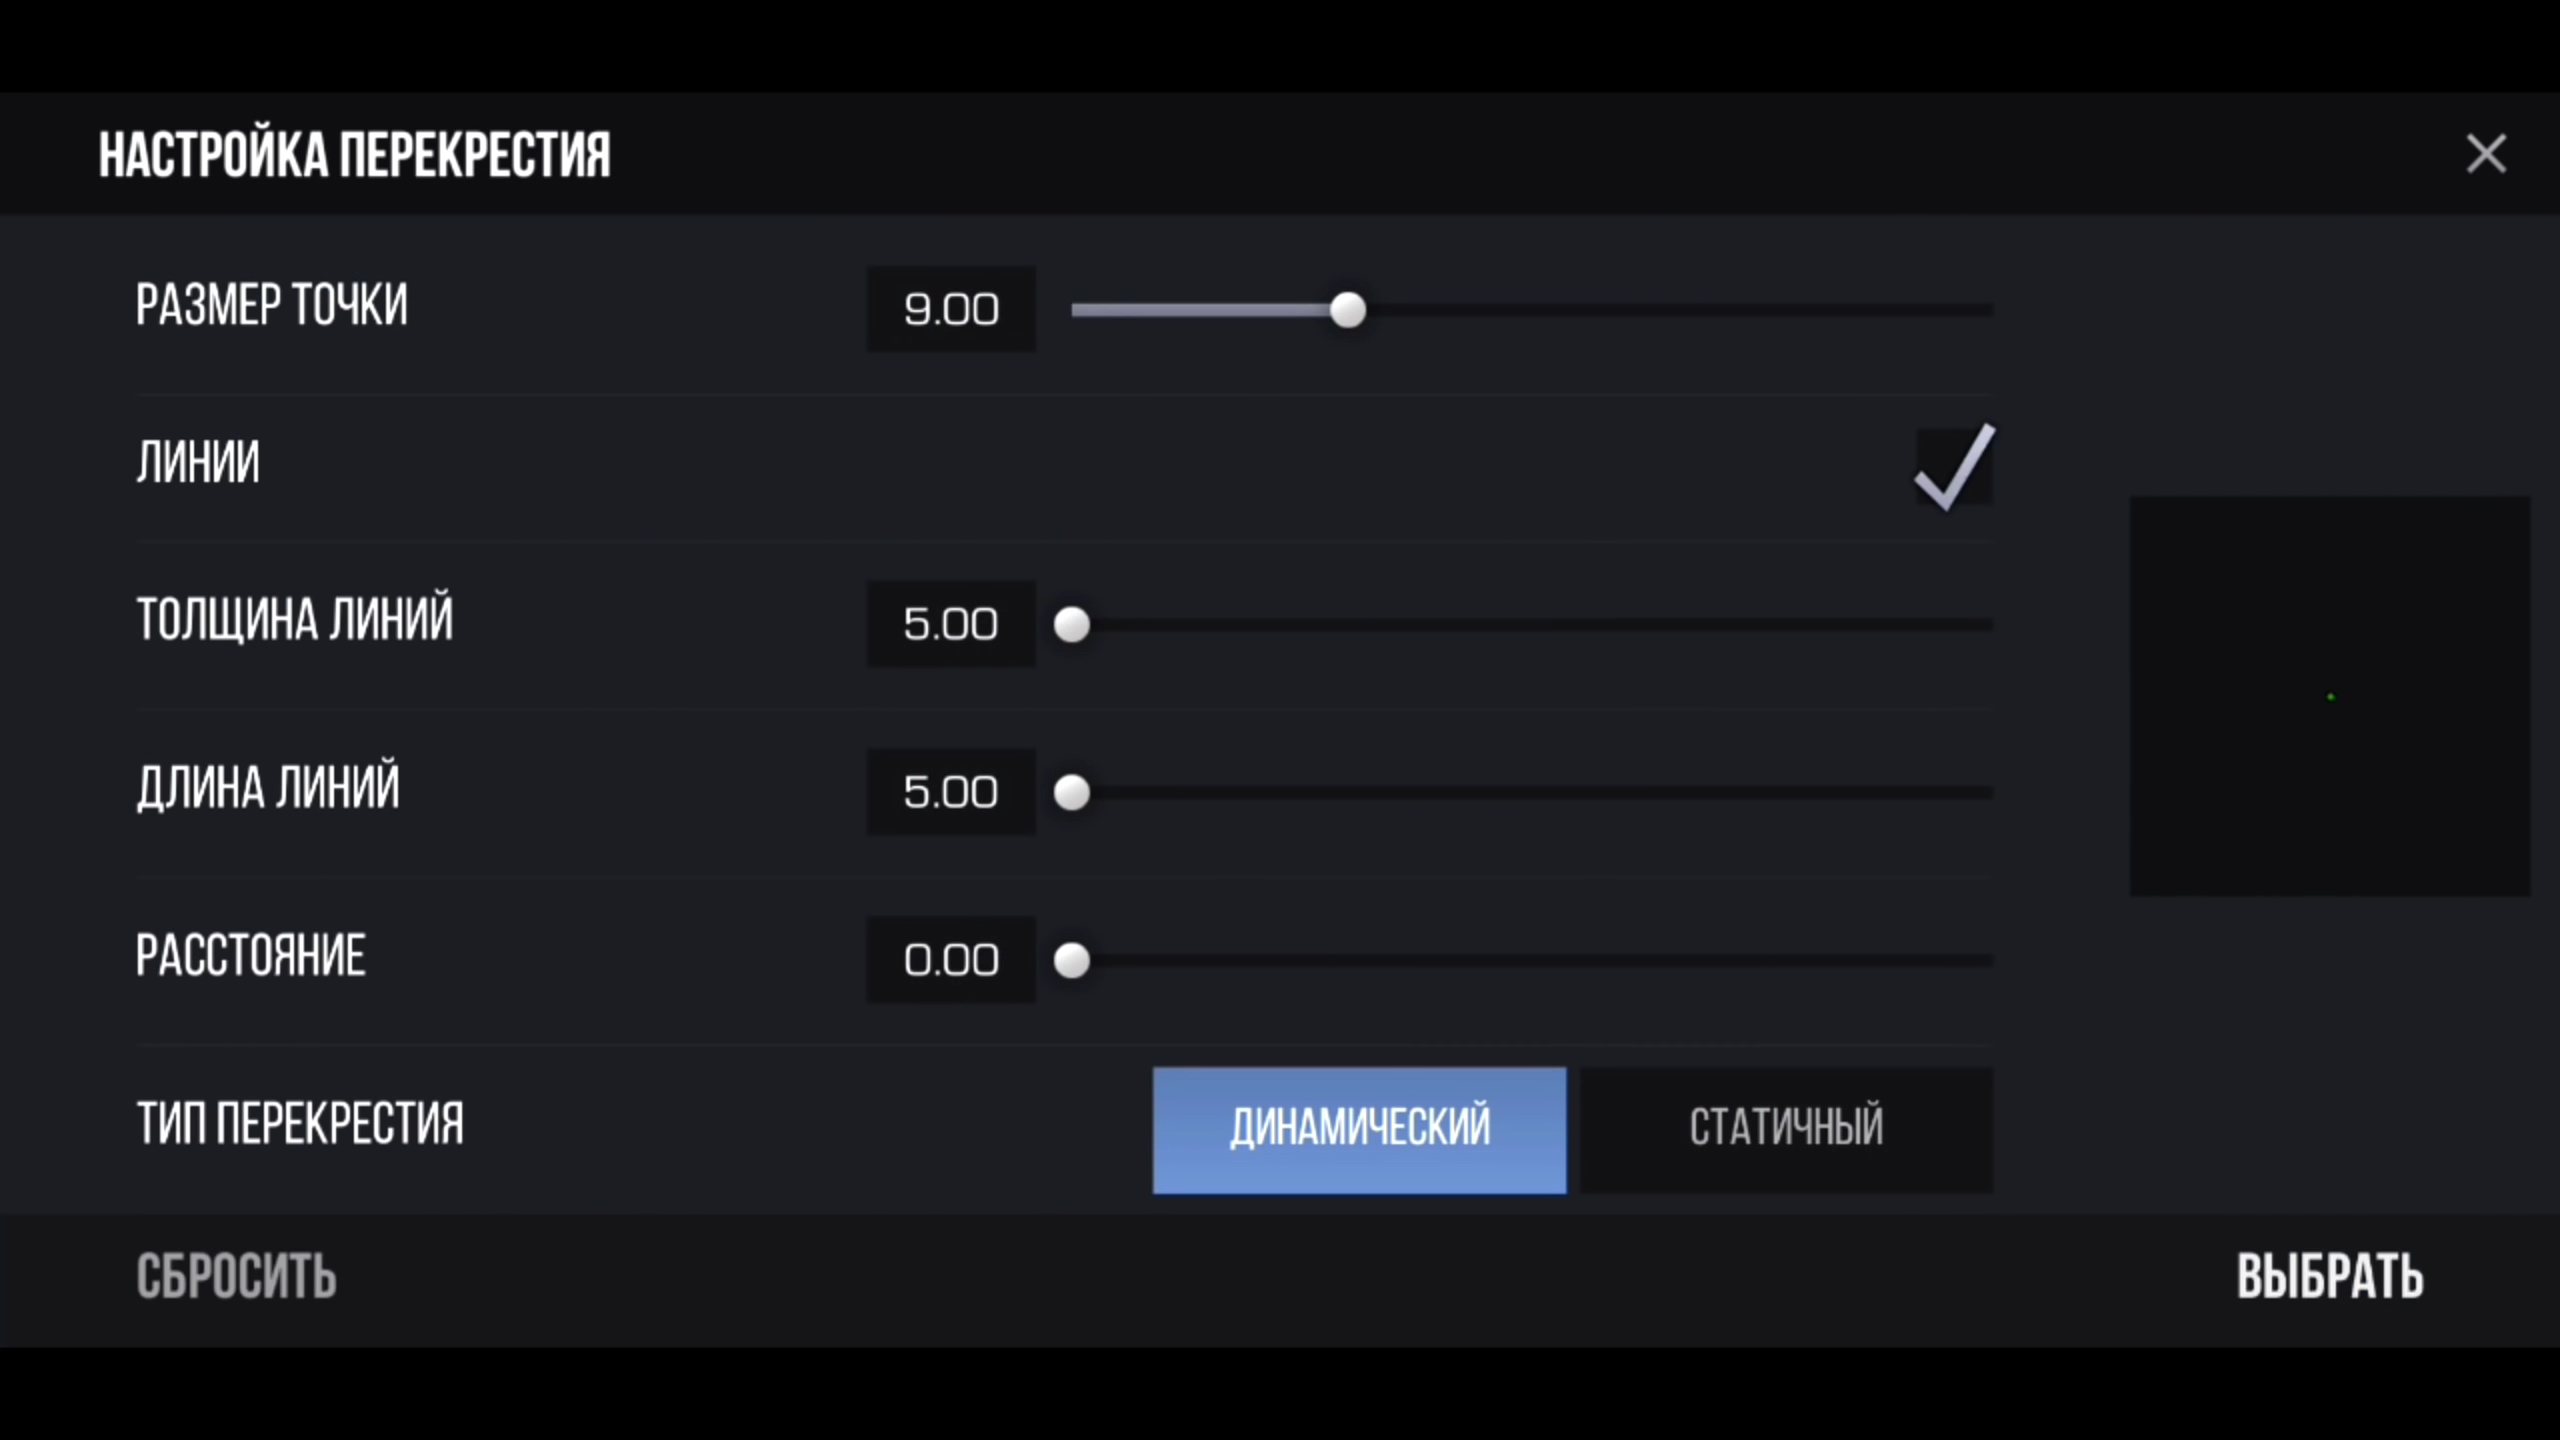 НАСТРОЙКА ПЕРЕКРЕСТИЯ
РАЗМЕР ТОЧКИ 9.00
ЛИНИИ
ТОЛЩИНА ЛИНИЙ 5.00
ДЛИНА ЛИНИЙ 5.00
РАССТОЯНИЕ 0.00
ТИП ПЕРЕКРЕСТИЯ ДИНАМИЧЕСКИЙ СТАТИЧНЫЙ
СБРОСИТЬ ВЫБРАТЬ